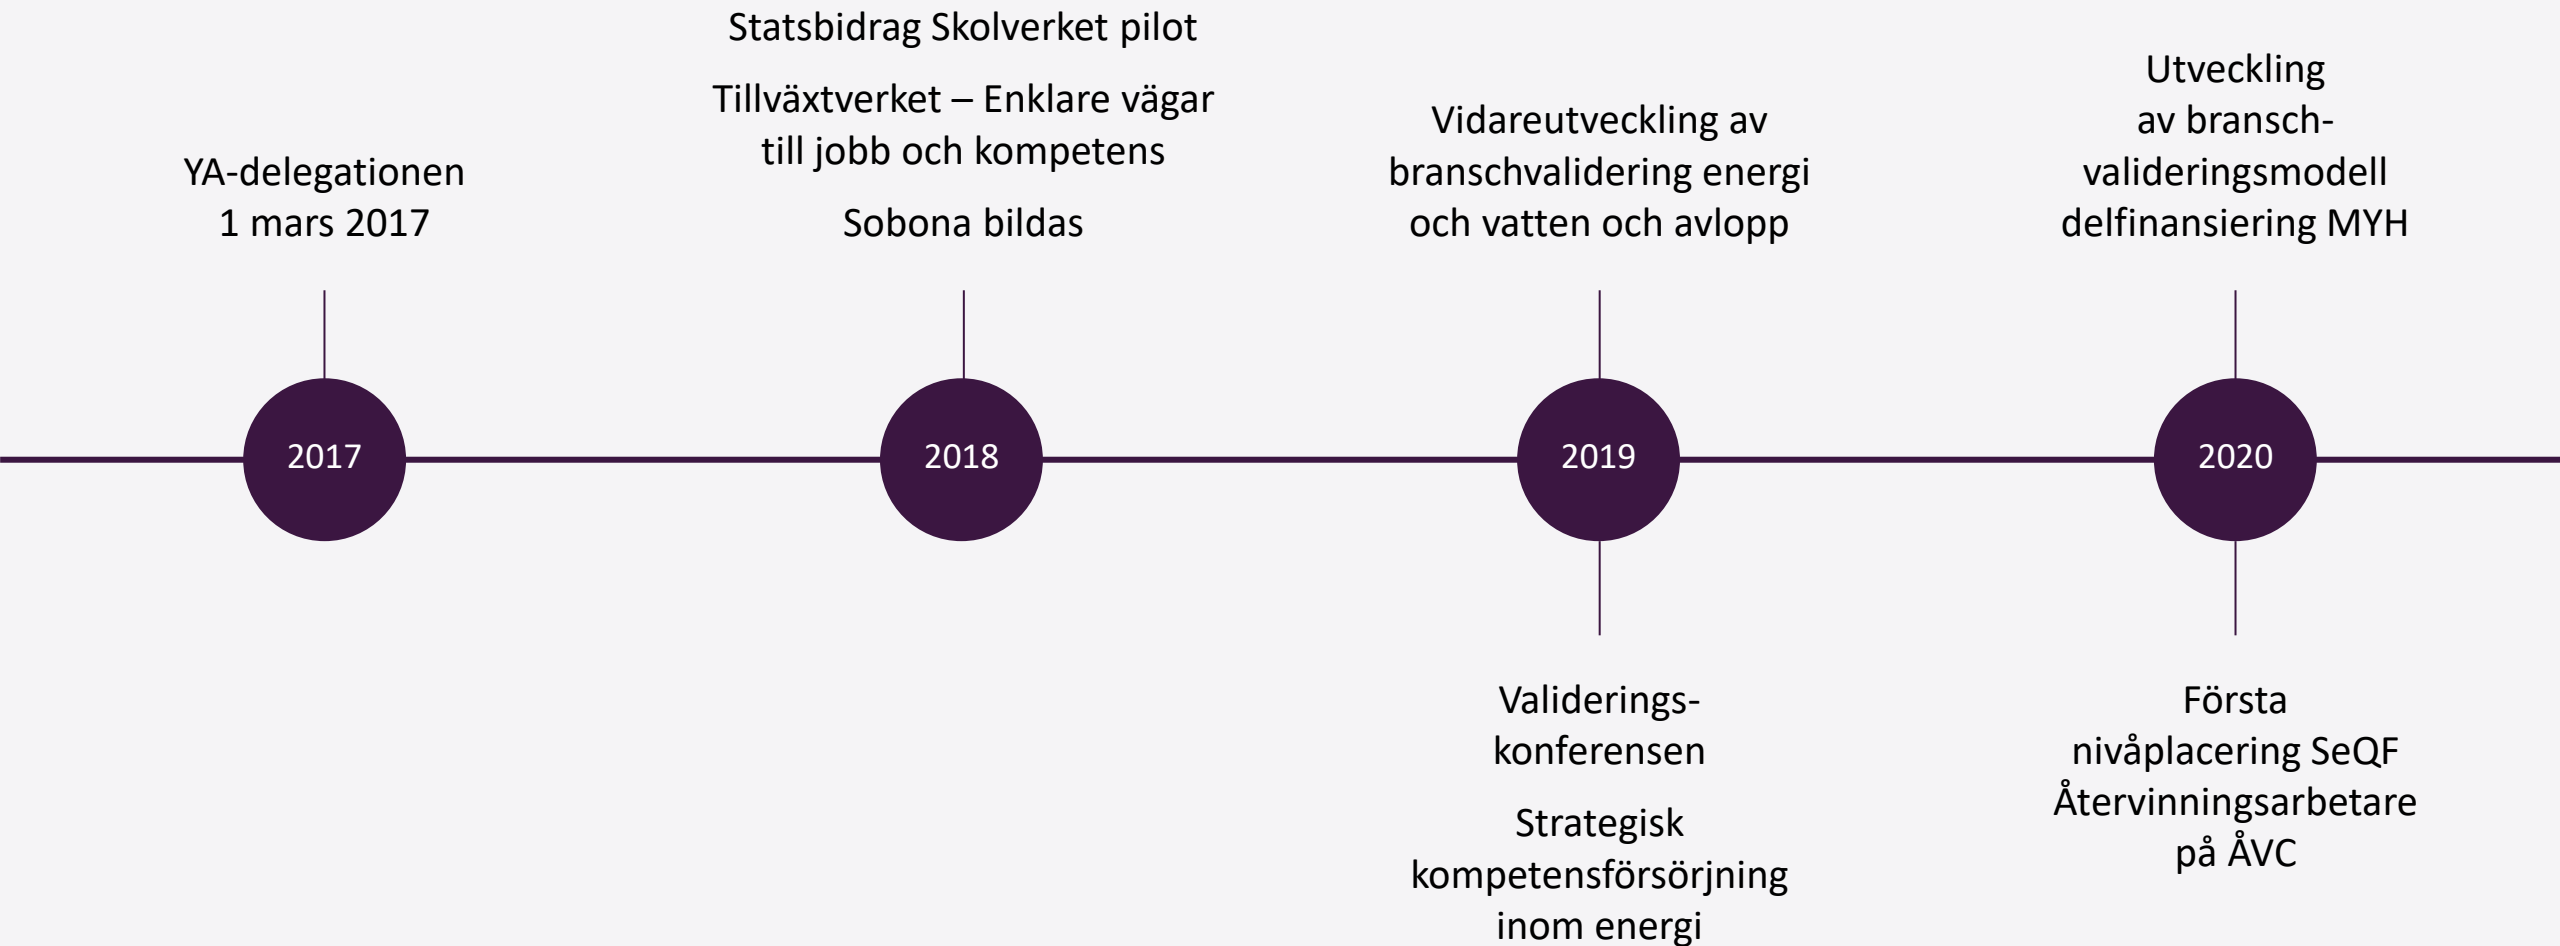 YA-delegationen
1 mars 2017
2017
Statsbidrag Skolverket pilot
Tillväxtverket – Enklare vägar
till jobb och kompetens
Sobona bildas
2018
Vidareutveckling av
branschvalidering energi
och vatten och avlopp
2019
Validerings-
konferensen
Strategisk
kompetensförsörjning
inom energi
Utveckling
av bransch-
valideringsmodell
delfinansiering MYH
2020
Första
nivåplacering SeQF
Återvinningsarbetare
på ÅVC